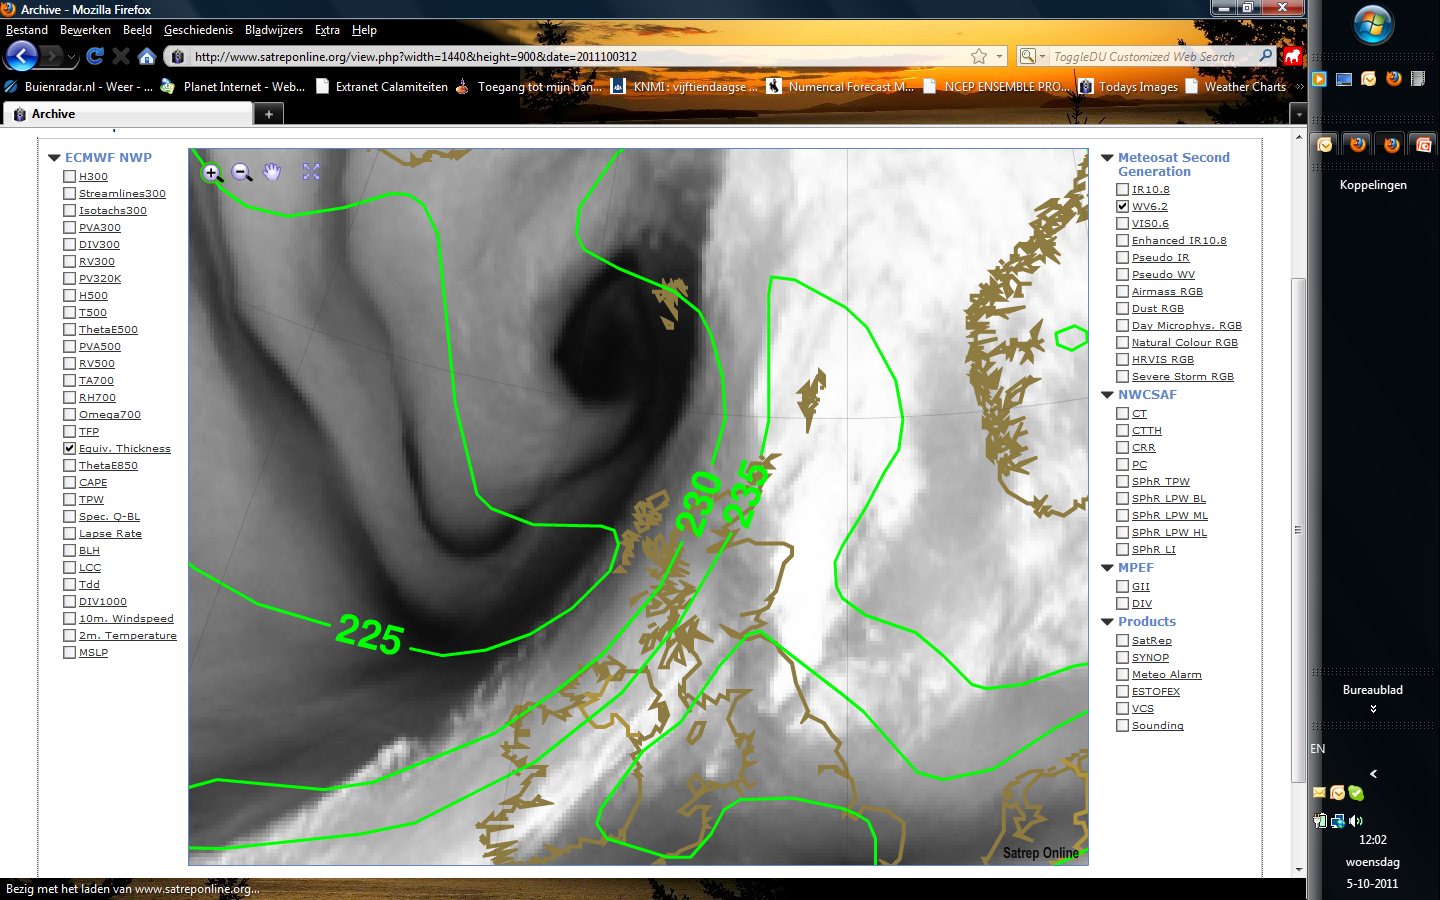 Archive - Mozilla Firefox
Bestand Bewerken Beeld Geschiedenis Bladwijzers Extra Help
http://www.satreponline.org/view.php?width=1440&height=900&date=2011100312
ToggleDU Customized Web Search
Buienradar.nl - Weer - ... Planet Internet - Web... Extranet Calamiteiten Toegang tot mijn ban... KNMI : vijftiendaagse ... Numerical Forecast M... NCEP ENSEMBLE PRO... Todays Images Weather Charts
Archive
ECMWF NWP
H300
Streamlines300
Isotachs300
PVA300
DIV300
RV300
PV320K
H500
T500
ThetaE500
PVA500
RV500
TA700
RH700
Omega700
TFP
Equiv. Thickness
ThetaE850
CAPE
TPW
Spec. Q-BL
Lapse Rate
BLH
LCC
Tdd
DIV1000
10m. Windspeed
2m. Temperature
MSLP
230
235
225
Satrep Online
Meteosat Second
Generation
IR10.8
WV6.2
VIS0.6
Enhanced IR10.8
Pseudo IR
Pseudo WV
Airmass RGB
Dust RGB
Day Microphys. RGB
Natural Colour RGB
HRVIS RGB
Severe Storm RGB
NWCSAF
CT
CTTH
CRR
PC
SPhR TPW
SPhR LPW BL
SPhR LPW ML
SPhR LPW HL
SPhR LI
MPEF
GII
DIV
Products
SatRep
SYNOP
Meteo Alarm
ESTOFEX
VCS
Sounding
Bezig met het laden van www.satreponline.org...
Koppelingen
Bureaublad
EN
12:02
woensdag
5-10-2011